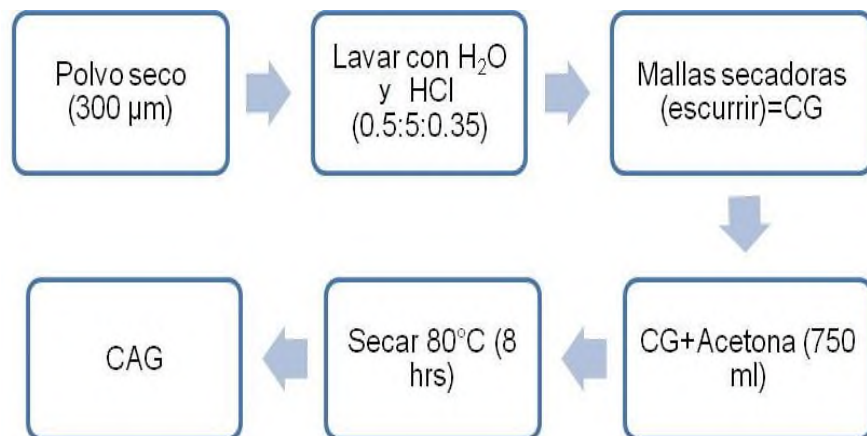 Polvo seco
(300 µm)
Lavar con H₂O
y HCl
(0.5:5:0.35)
Mallas secadoras
(escurrir)=CG
CG+Acetona (750
ml)
Secar 80°C (8
hrs)
CAG